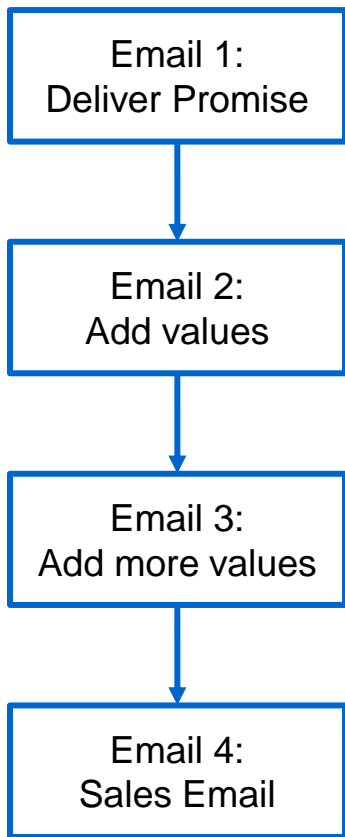 Email 1:
Deliver Promise
Email 2:
Add values
Email 3:
Add more values
Email 4:
Sales Email